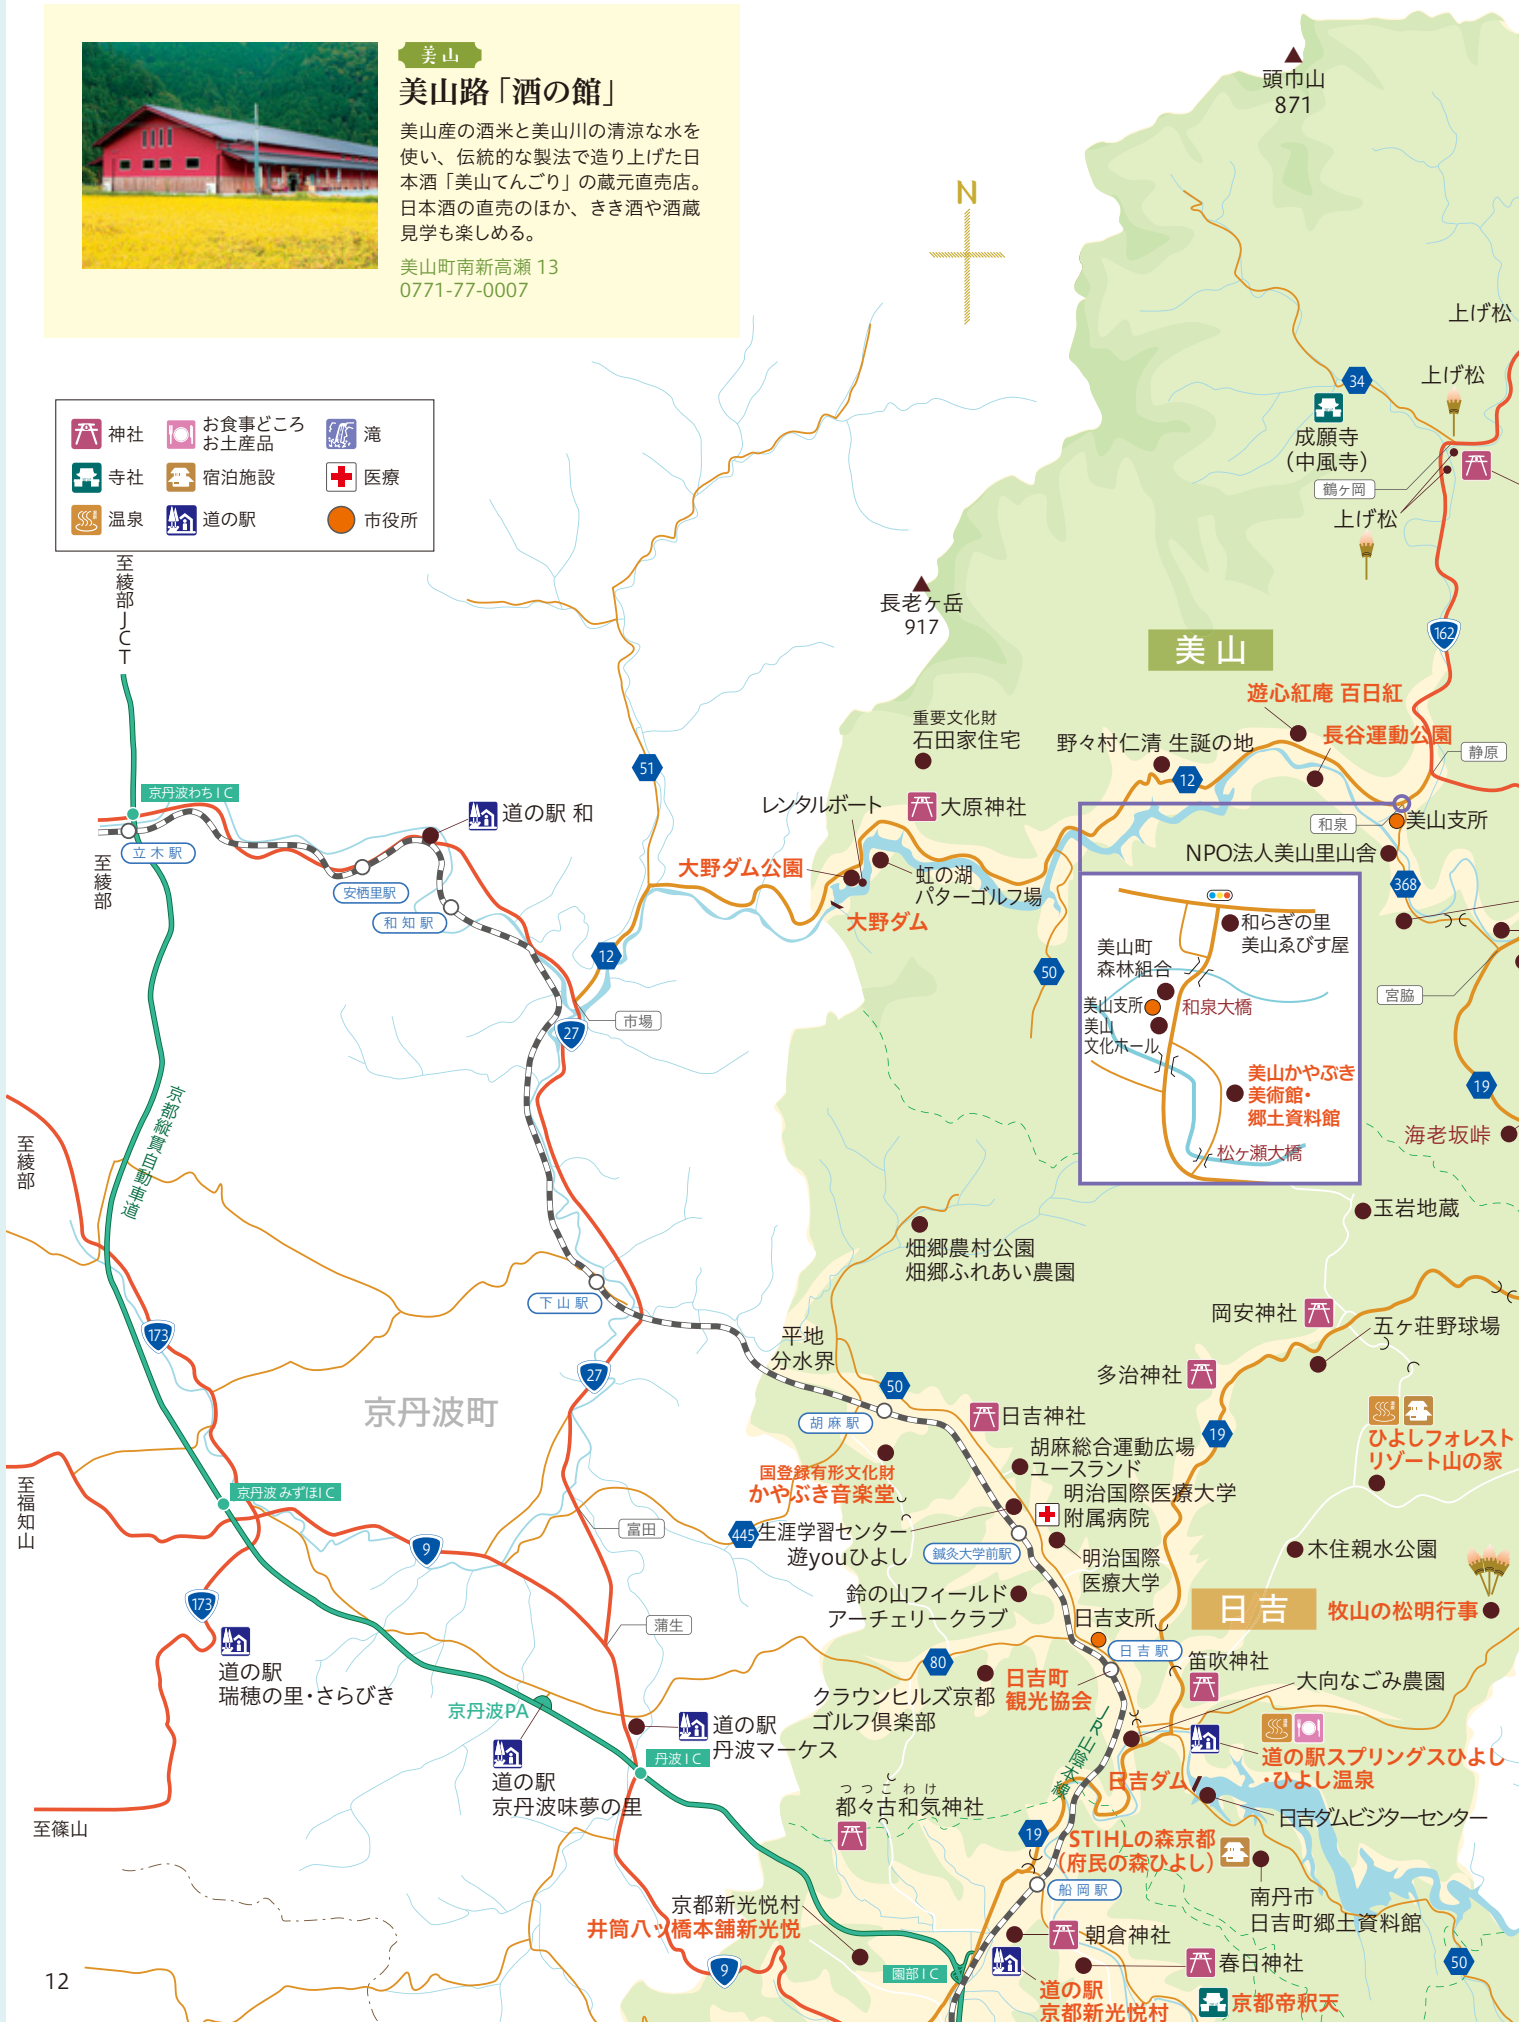 美山
美山路「酒の館」
美山産の酒米と美山川の清涼な水を
使い、伝統的な製法で造り上げた日
本酒「美山てんごり」の蔵元直売店。
日本酒の直売のほか、きき酒や酒蔵
見学も楽しめる。
美山町南新高瀬 13
0771-77-0007
N
頭巾山
871
神社
お食事どころ
お土産品
滝
寺社
宿泊施設
医療
温泉
道の駅
市役所
上げ松
上げ松
34
成願寺
(中風寺)
鶴ヶ岡
上げ松
至綾部JCT
長老ヶ岳
917
美山
162
遊心紅庵 百日紅
長谷運動公園
静原
重要文化財
石田家住宅
野々村仁清 生誕の地
12
51
京丹波わちIC
道の駅 和
レンタルボート
大原神社
和泉
美山支所
立木駅
至綾部
安栖里駅
和知駅
大野ダム公園
虹の湖
パターゴルフ場
大野ダム
NPO法人美山里山舎
368
和らぎの里
美山ゑびす屋
美山町
森林組合
美山支所
和泉大橋
美山
文化ホール
美山かやぶき
美術館・
郷土資料館
松ヶ瀬大橋
12
50
宮脇
市場
27
19
海老坂峠
京都縦貫自動車道
至綾部
玉岩地蔵
畑郷農村公園
畑郷ふれあい農園
下山駅
岡安神社
五ヶ荘野球場
173
平地
分水界
27
50
多治神社
京丹波町
胡麻駅
日吉神社
19
ひよしフォレスト
リゾート山の家
胡麻総合運動広場
ユースランド
国登録有形文化財
かやぶき音楽堂
明治国際医療大学
附属病院
至福知山
京丹波みずほIC
富田
445
生涯学習センター
遊youひよし
鍼灸大学前駅
9
明治国際
医療大学
木住親水公園
鈴の山フィールド
アーチェリークラブ
日吉
牧山の松明行事
173
蒲生
日吉支所
日吉駅
道の駅
瑞穂の里・さらびき
80
クラウンヒルズ京都
ゴルフ倶楽部
日吉町
観光協会
笛吹神社
大向なごみ農園
京丹波PA
道の駅
丹波マーケス
JR山陰本線
道の駅スプリングスひよし
・ひよし温泉
丹波IC
道の駅
京丹波味夢の里
日吉ダム
日吉ダムビジターセンター
つつこわけ
都々古和気神社
至篠山
19
STIHLの森京都
(府民の森ひよし)
船岡駅
南丹市
日吉町郷土資料館
京都新光悦村
井筒八ッ橋本舗新光悦
朝倉神社
春日神社
9
園部IC
50
道の駅
京都新光悦村
京都帝釈天
12